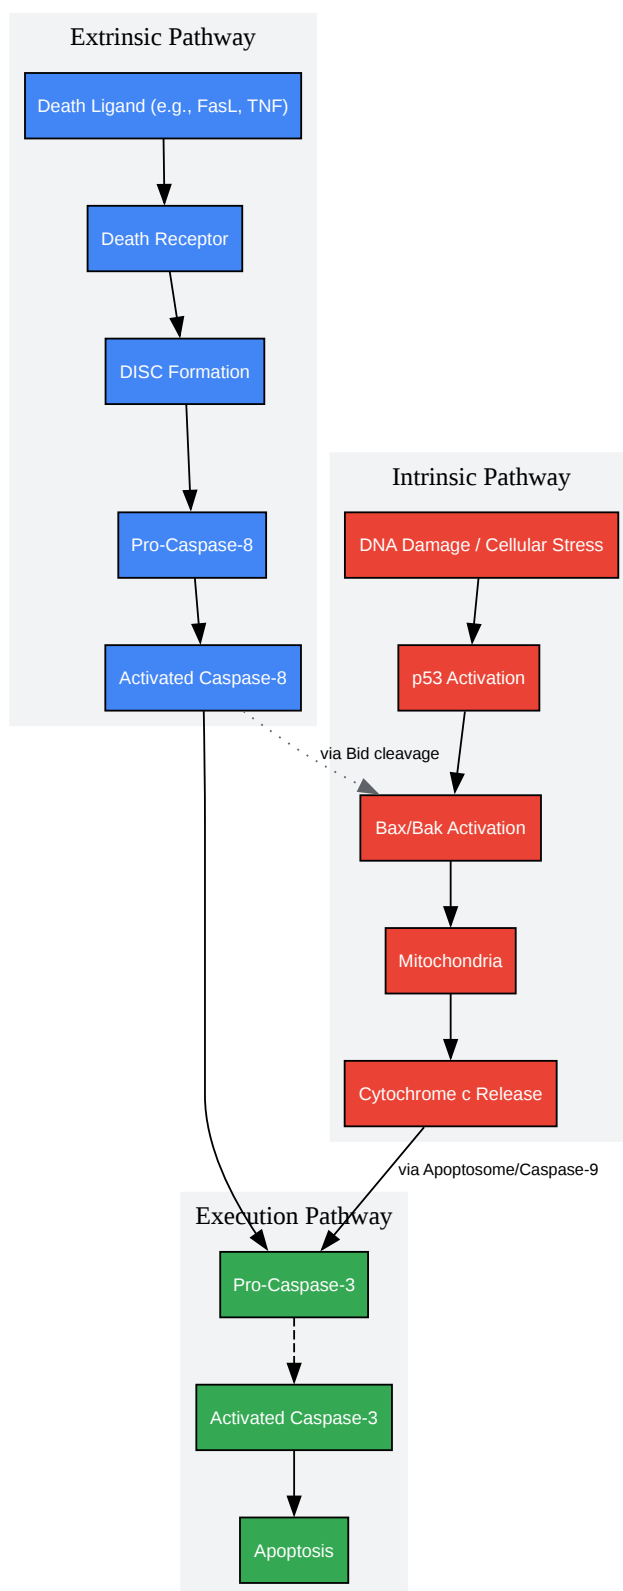 Extrinsic Pathway
Death Ligand (e.g., FasL, TNF)
Death Receptor
DISC Formation
Pro-Caspase-8
Activated Caspase-8
via Bid cleavage
Intrinsic Pathway
DNA Damage / Cellular Stress
p53 Activation
Bax/Bak Activation
Mitochondria
Cytochrome c Release
via Apoptosome/Caspase-9
Execution Pathway
Pro-Caspase-3
Activated Caspase-3
Apoptosis